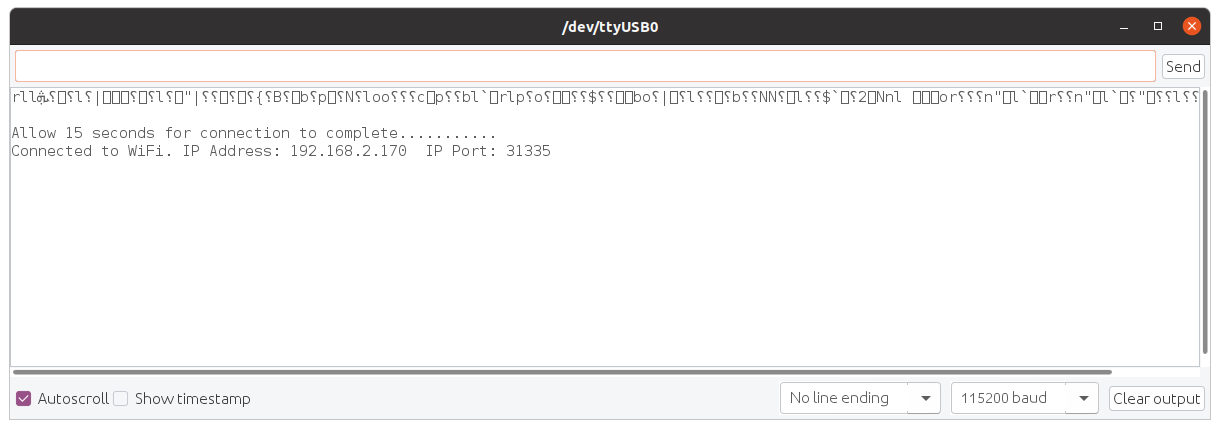 /dev/ttyUSB0
Send
Allow 15 seconds for connection to complete...........
Connected to WiFi. IP Address: 192.168.2.170  IP Port: 31335
Autoscroll Show timestamp No line ending 115200 baud Clear output